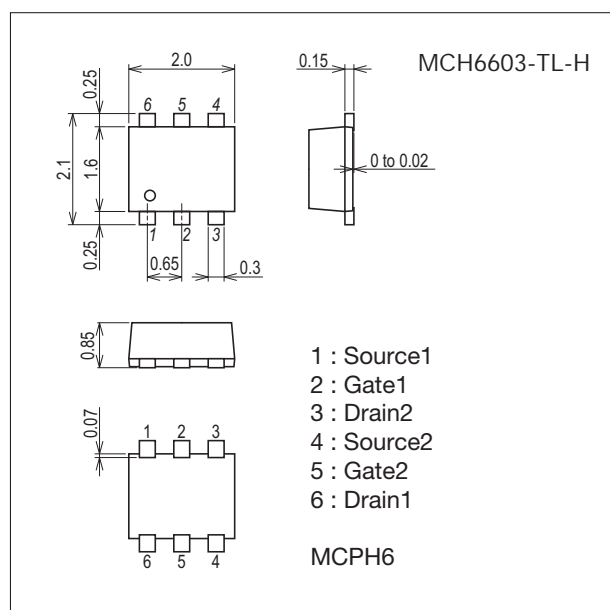 MCH6603-TL-H
2.0
0.15
0.25
6 5 4
2.1
1.6
0 to 0.02
0.25
1 2 3
0.65
0.3
0.85
1 : Source1
2 : Gate1
3 : Drain2
4 : Source2
5 : Gate2
6 : Drain1
0.07
1 2 3
6 5 4
MCPH6